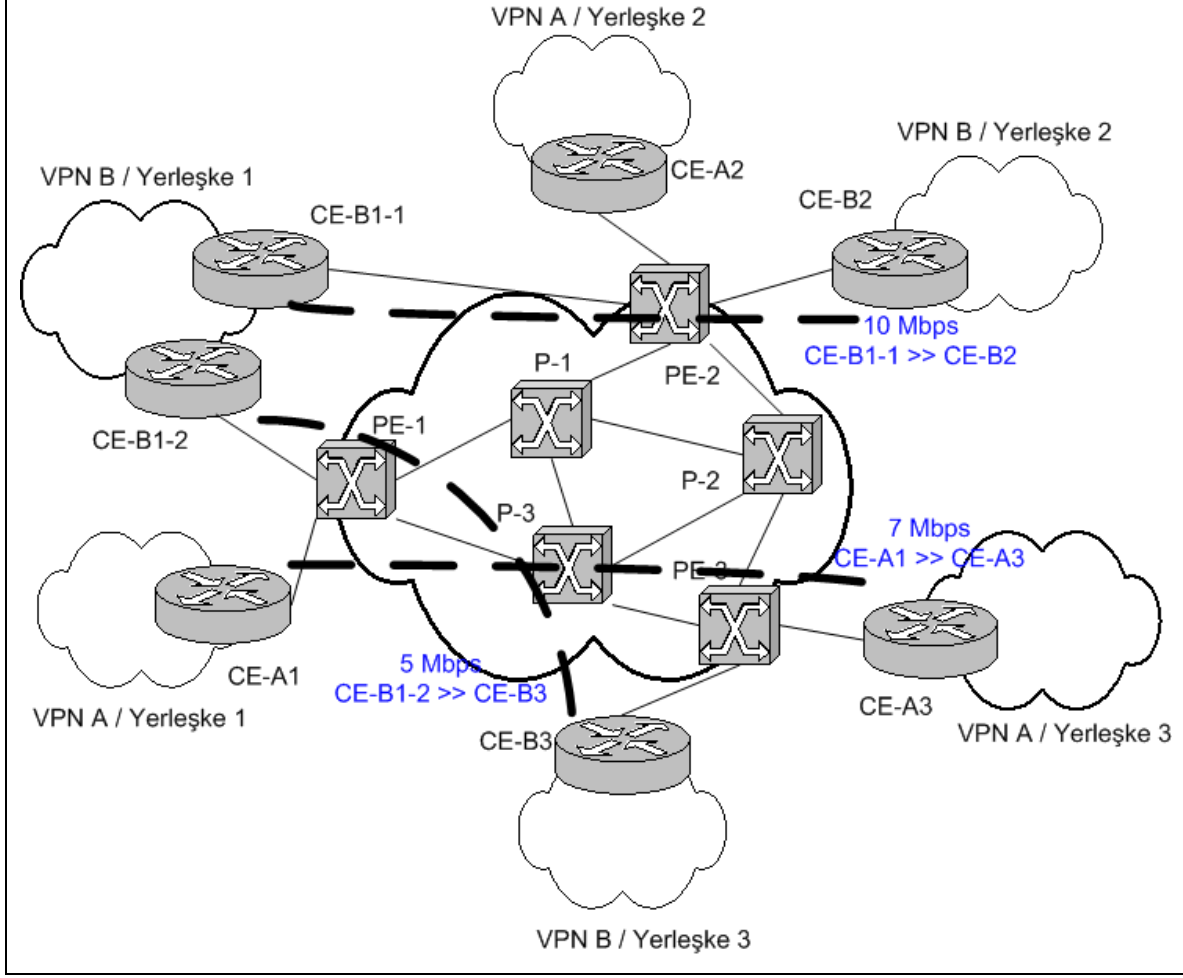 VPN A / Yerleşke 2
VPN B / Yerleşke 2
CE-A2
VPN B / Yerleşke 1
CE-B2
CE-B1-1
10 Mbps
CE-B1-1 >> CE-B2
P-1
PE-2
PE-1
CE-B1-2
P-2
P-3
7 Mbps
CE-A1 >> CE-A3
PE-3
5 Mbps
CE-B1-2 >> CE-B3
CE-A1
VPN A / Yerleşke 1
CE-A3
CE-B3
VPN A / Yerleşke 3
VPN B / Yerleşke 3